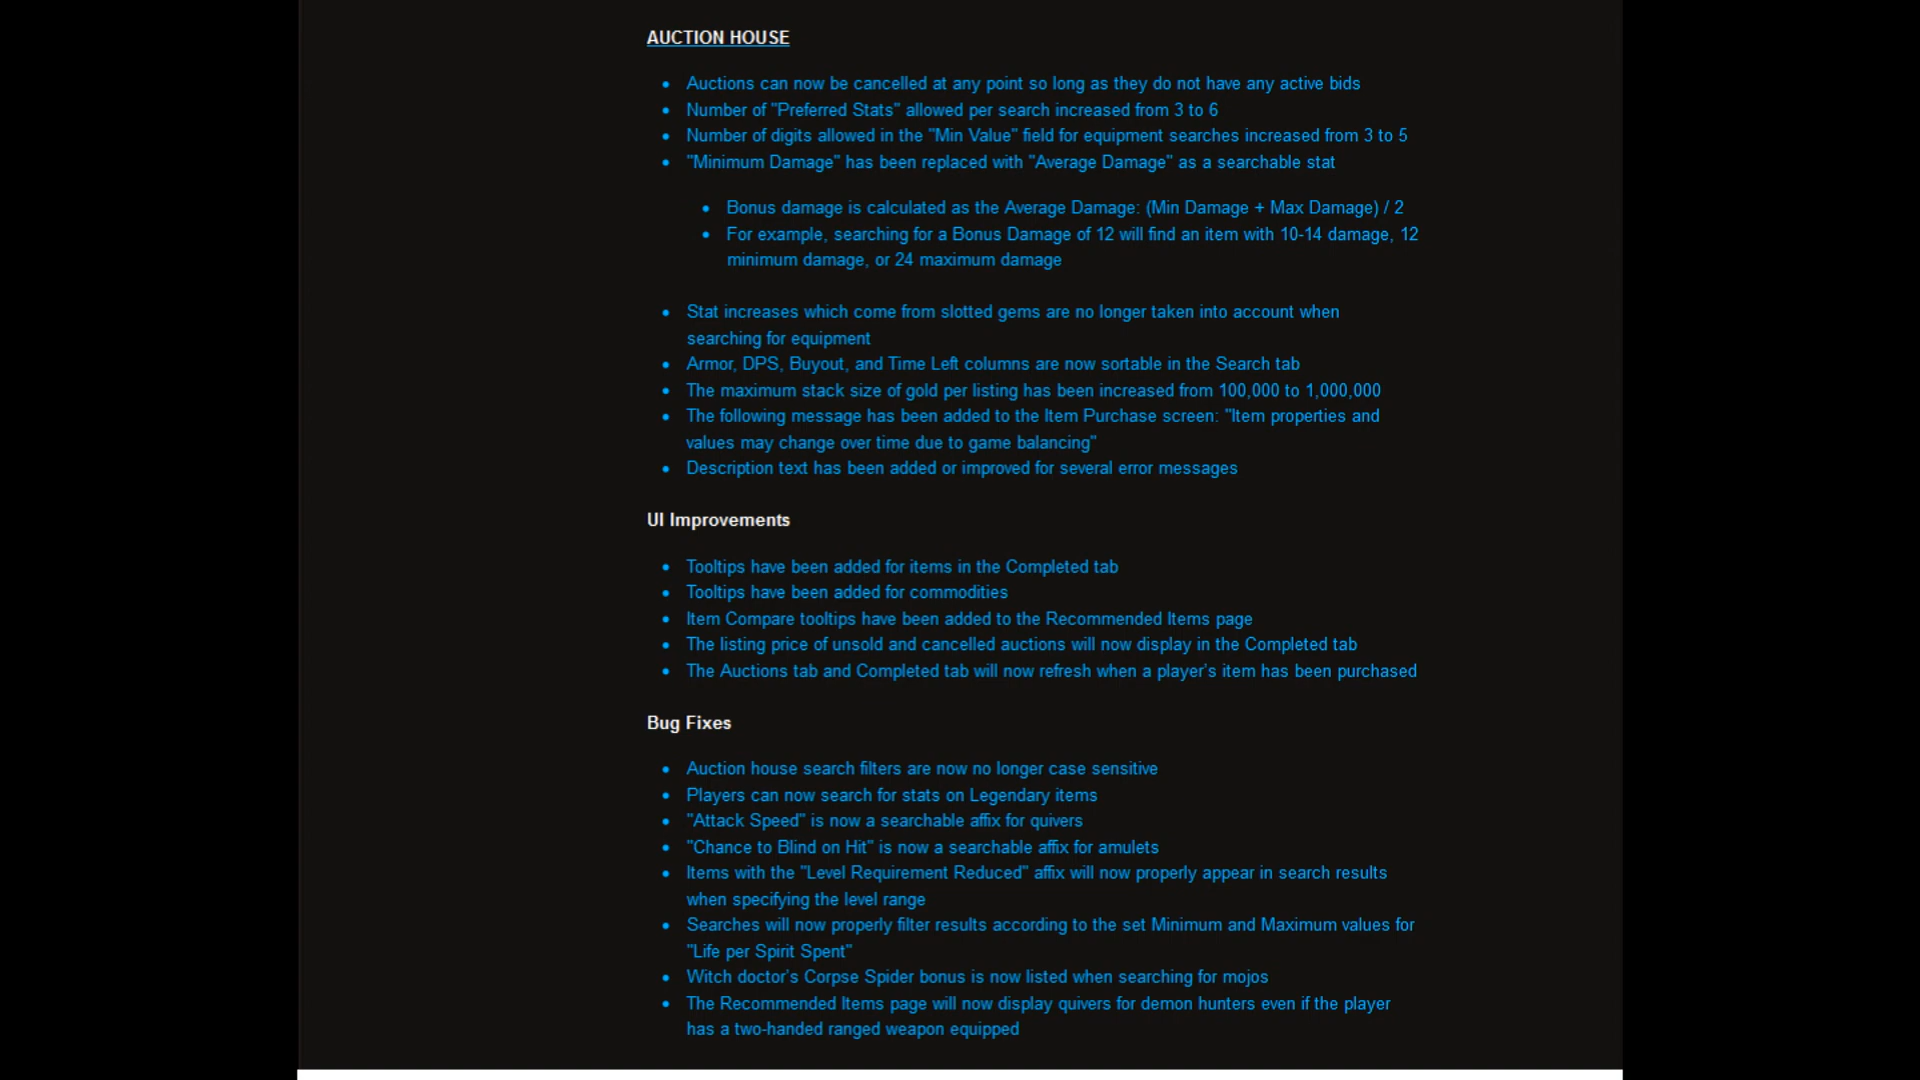 AUCTION HOUSE
Auctions can now be cancelled at any point so long as they do not have any active bids
Number of "Preferred Stats" allowed per search increased from 3 to 6
Number of digits allowed in the "Min Value" field for equipment searches increased from 3 to 5
"Minimum Damage" has been replaced with "Average Damage" as a searchable stat
Bonus damage is calculated as the Average Damage: (Min Damage + Max Damage) / 2
For example, searching for a Bonus Damage of 12 will find an item with 10-14 damage, 12
minimum damage, or 24 maximum damage
Stat increases which come from slotted gems are no longer taken into account when
searching for equipment
Armor, DPS, Buyout, and Time Left columns are now sortable in the Search tab
The maximum stack size of gold per listing has been increased from 100,000 to 1,000,000
The following message has been added to the Item Purchase screen: "Item properties and
values may change over time due to game balancing"
Description text has been added or improved for several error messages
UI Improvements
Tooltips have been added for items in the Completed tab
Tooltips have been added for commodities
Item Compare tooltips have been added to the Recommended Items page
The listing price of unsold and cancelled auctions will now display in the Completed tab
The Auctions tab and Completed tab will now refresh when a player's item has been purchased
Bug Fixes
Auction house search filters are now no longer case sensitive
Players can now search for stats on Legendary items
"Attack Speed" is now a searchable affix for quivers
"Chance to Blind on Hit" is now a searchable affix for amulets
Items with the "Level Requirement Reduced" affix will now properly appear in search results
when specifying the level range
Searches will now properly filter results according to the set Minimum and Maximum values for
"Life per Spirit Spent"
Witch doctor's Corpse Spider bonus is now listed when searching for mojos
The Recommended Items page will now display quivers for demon hunters even if the player
has a two-handed ranged weapon equipped